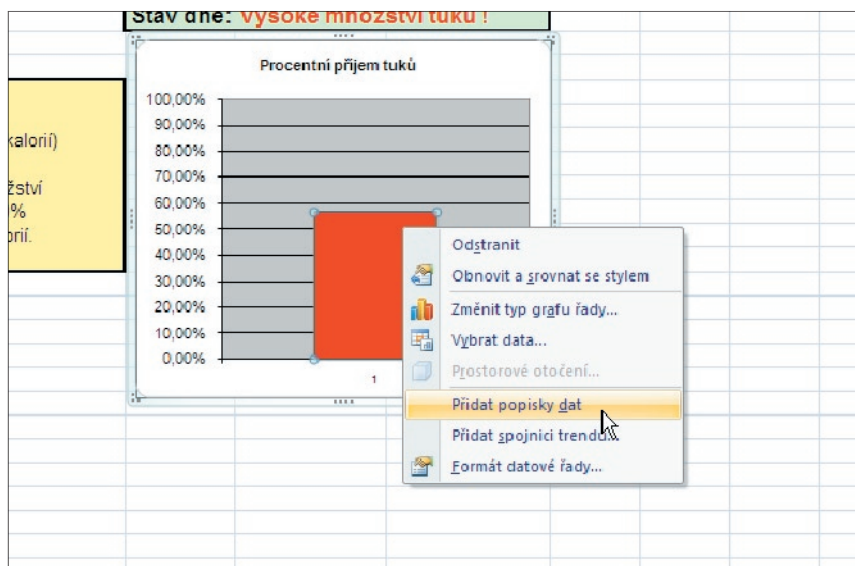 Stav dne: Vysoké množství tuků !
Procentní příjem tuků
100,00%
90,00%
80,00%
70,00%
60,00%
50,00%
40,00%
30,00%
20,00%
10,00%
0,00%
1
kalorií)
žství
%
orií.
Odstranit
Obnovit a srovnat se stylem
Změnit typ grafu řady...
Vybrat data...
Prostorové otočení...
Přidat popisky dat
Přidat spojnici trendu...
Formát datové řady...